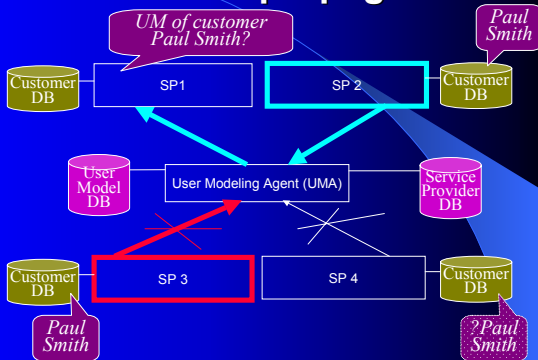 UM of customer
Paul Smith?
Paul
Smith
Customer
DB
SP1
SP 2
Customer
DB
User
Model
DB
User Modeling Agent (UMA)
Service
Provider
DB
Customer
DB
SP 3
SP 4
Customer
DB
Paul
Smith
?Paul
Smith